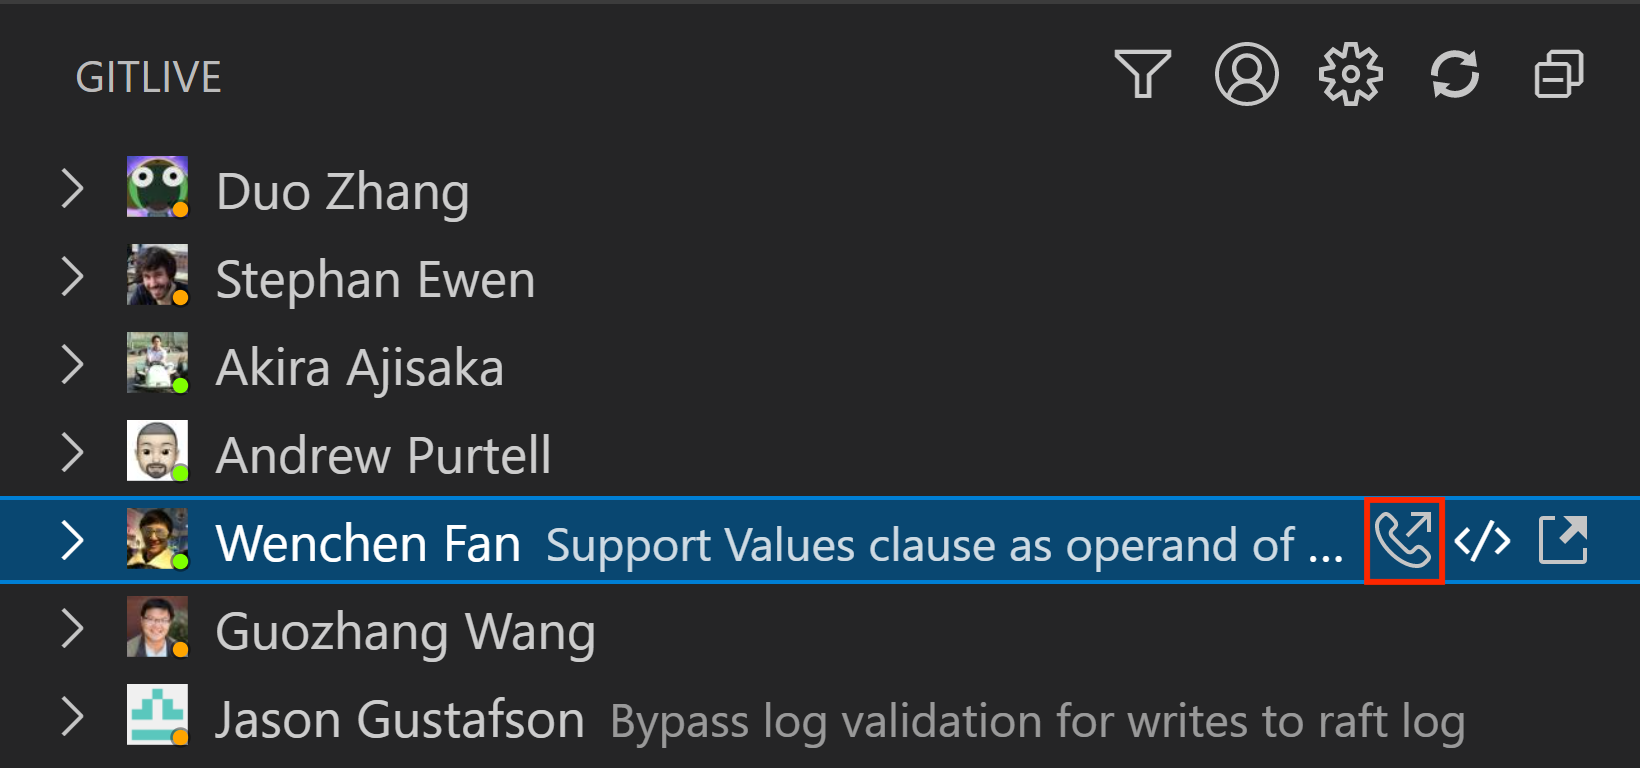 GITLIVE
Duo Zhang
Stephan Ewen
Akira Ajisaka
Andrew Purtell
Wenchen Fan Support Values clause as operand of ...
Guozhang Wang
Jason Gustafson Bypass log validation for writes to raft log